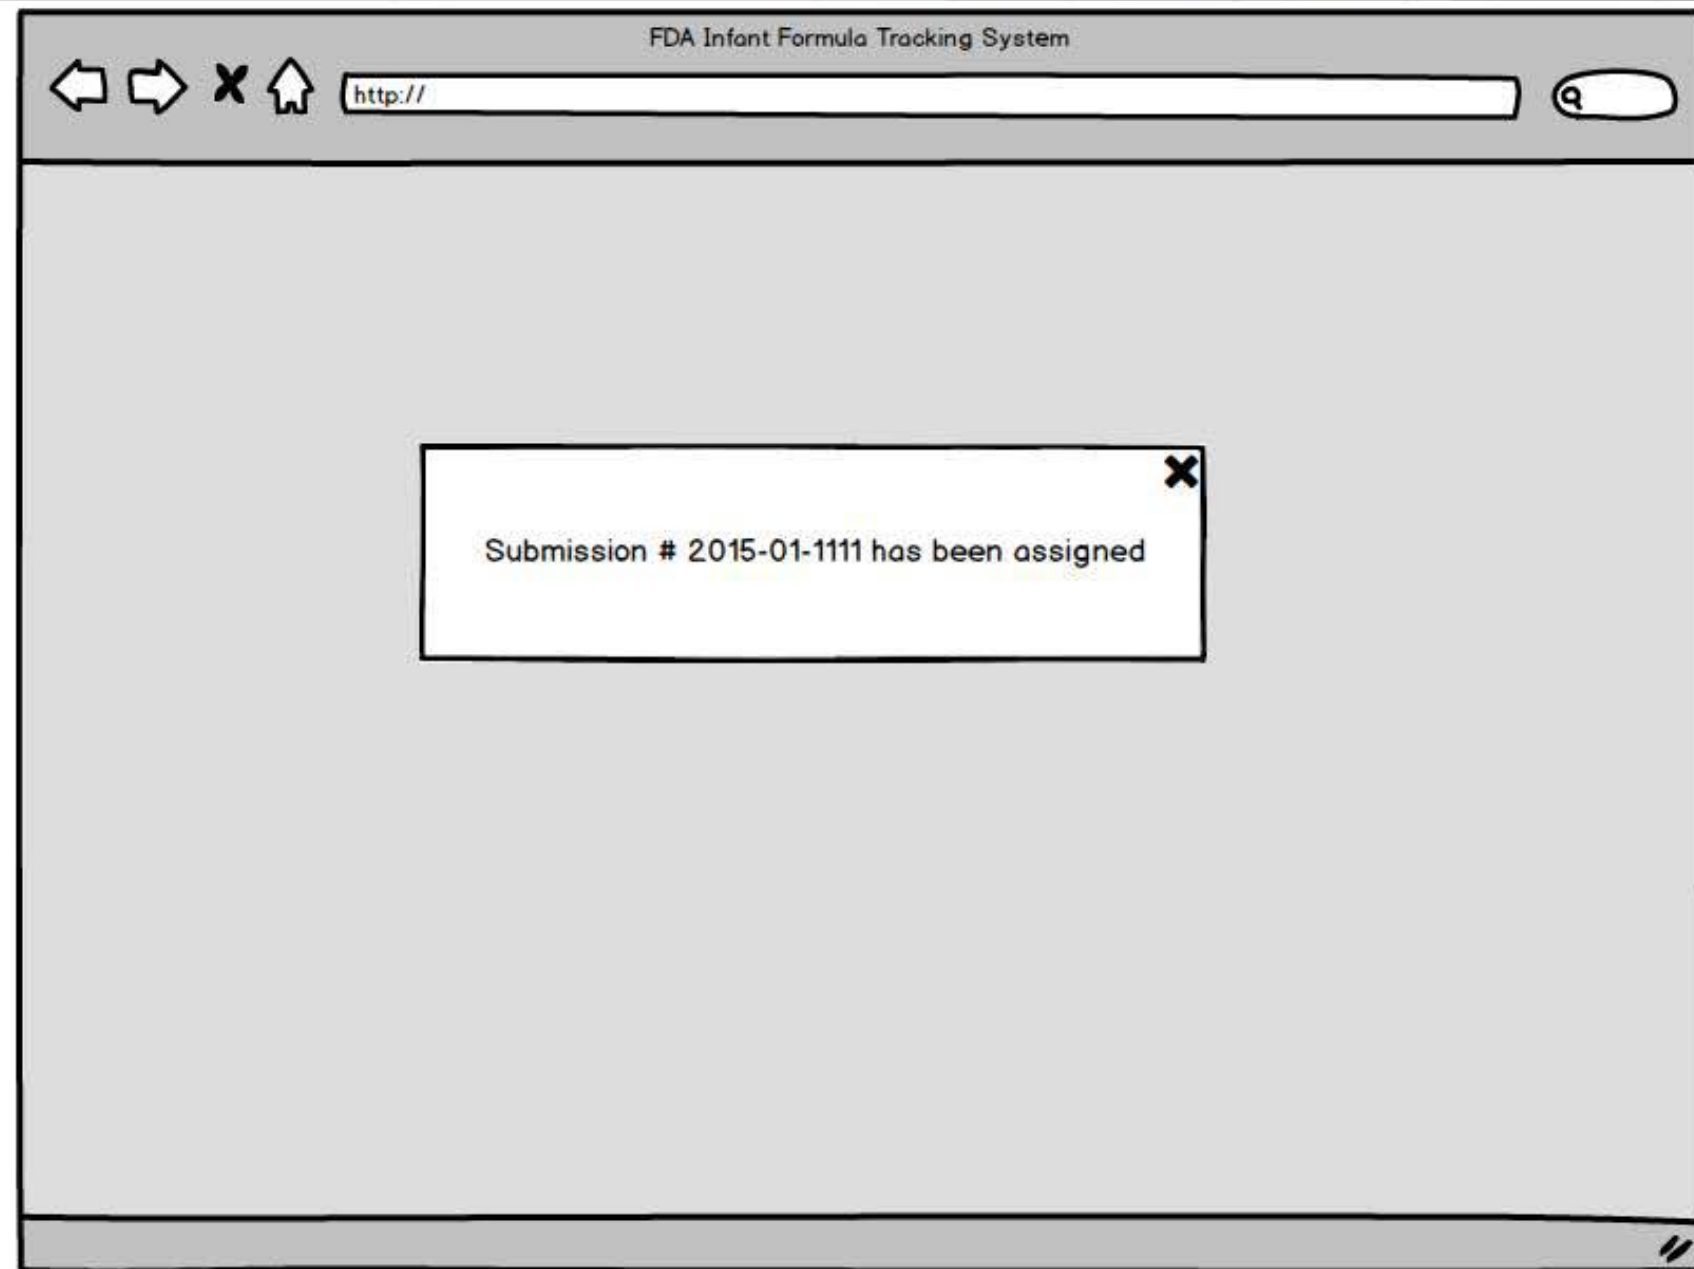 FDA Infant Formula Tracking System
http://
Submission # 2015-01-1111 has been assigned